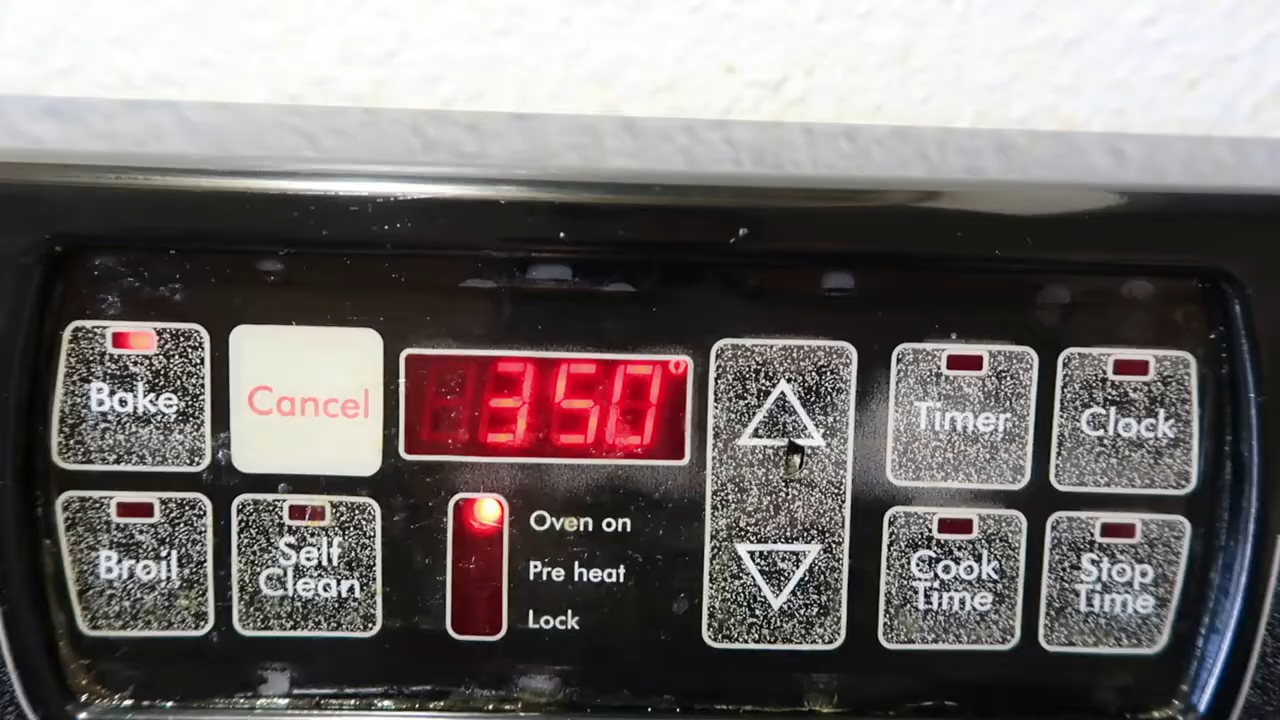 Bake
Cancel
350°
Timer
Clock
Broil
Self
Clean
Oven on
Pre heat
Lock
Cook
Time
Stop
Time